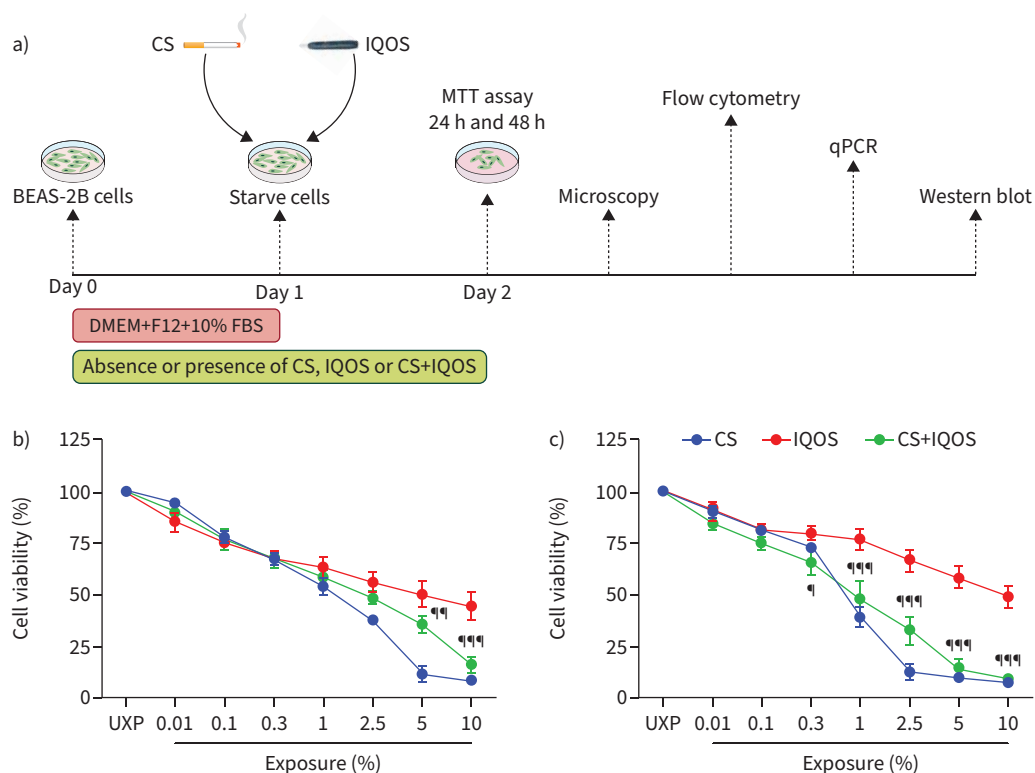 a)
CS
IQOS
MTT assay
24 h and 48 h
Flow cytometry
qPCR
BEAS-2B cells
Starve cells
Microscopy
Western blot
Day 0
Day 1
Day 2
DMEM+F12+10% FBS
Absence or presence of CS, IQOS or CS+IQOS
b)
125
100
75
50
25
0
Cell viability (%)
¶¶
¶¶¶
UXP 0.01 0.1 0.3 1 2.5 5 10
Exposure (%)
c)
CS IQOS CS+IQOS
125
100
75
50
25
0
Cell viability (%)
¶
¶¶¶
¶¶¶
¶¶¶
¶¶¶
UXP 0.01 0.1 0.3 1 2.5 5 10
Exposure (%)